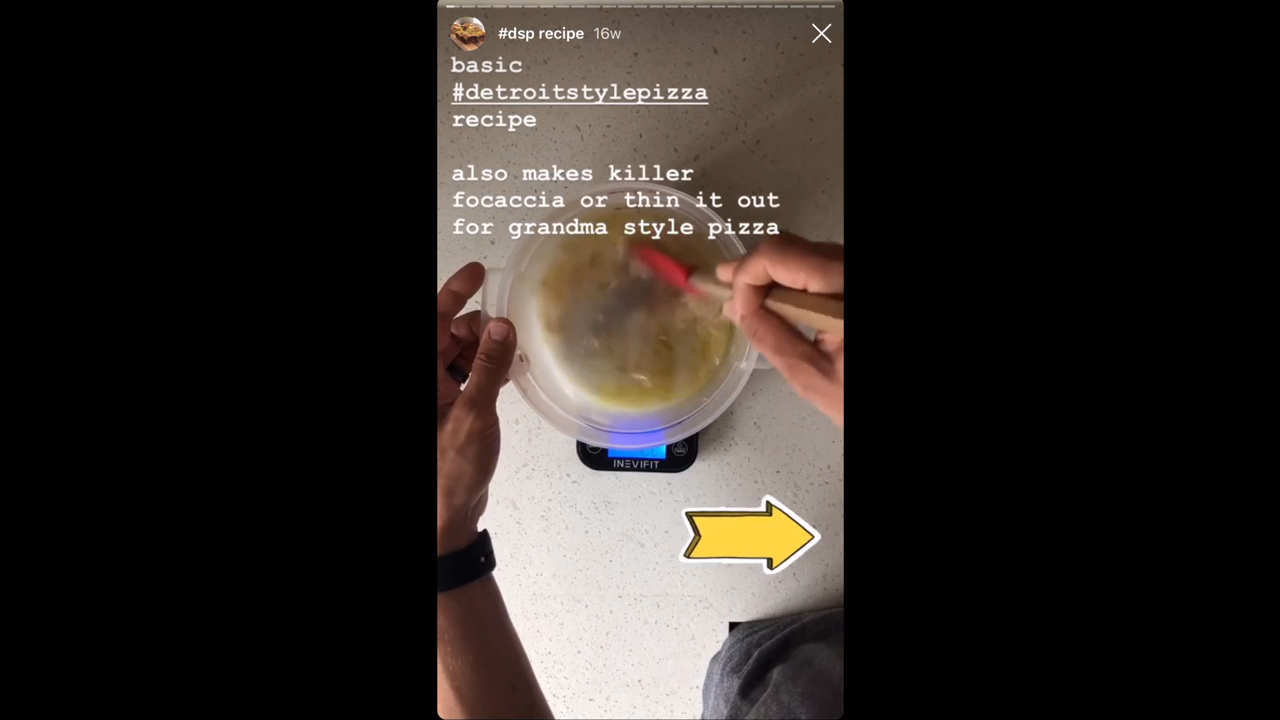 #dsp recipe 16w
basic
#detroitstylepizza
recipe
also makes killer
focaccia or thin it out
for grandma style pizza
INEVIFIT